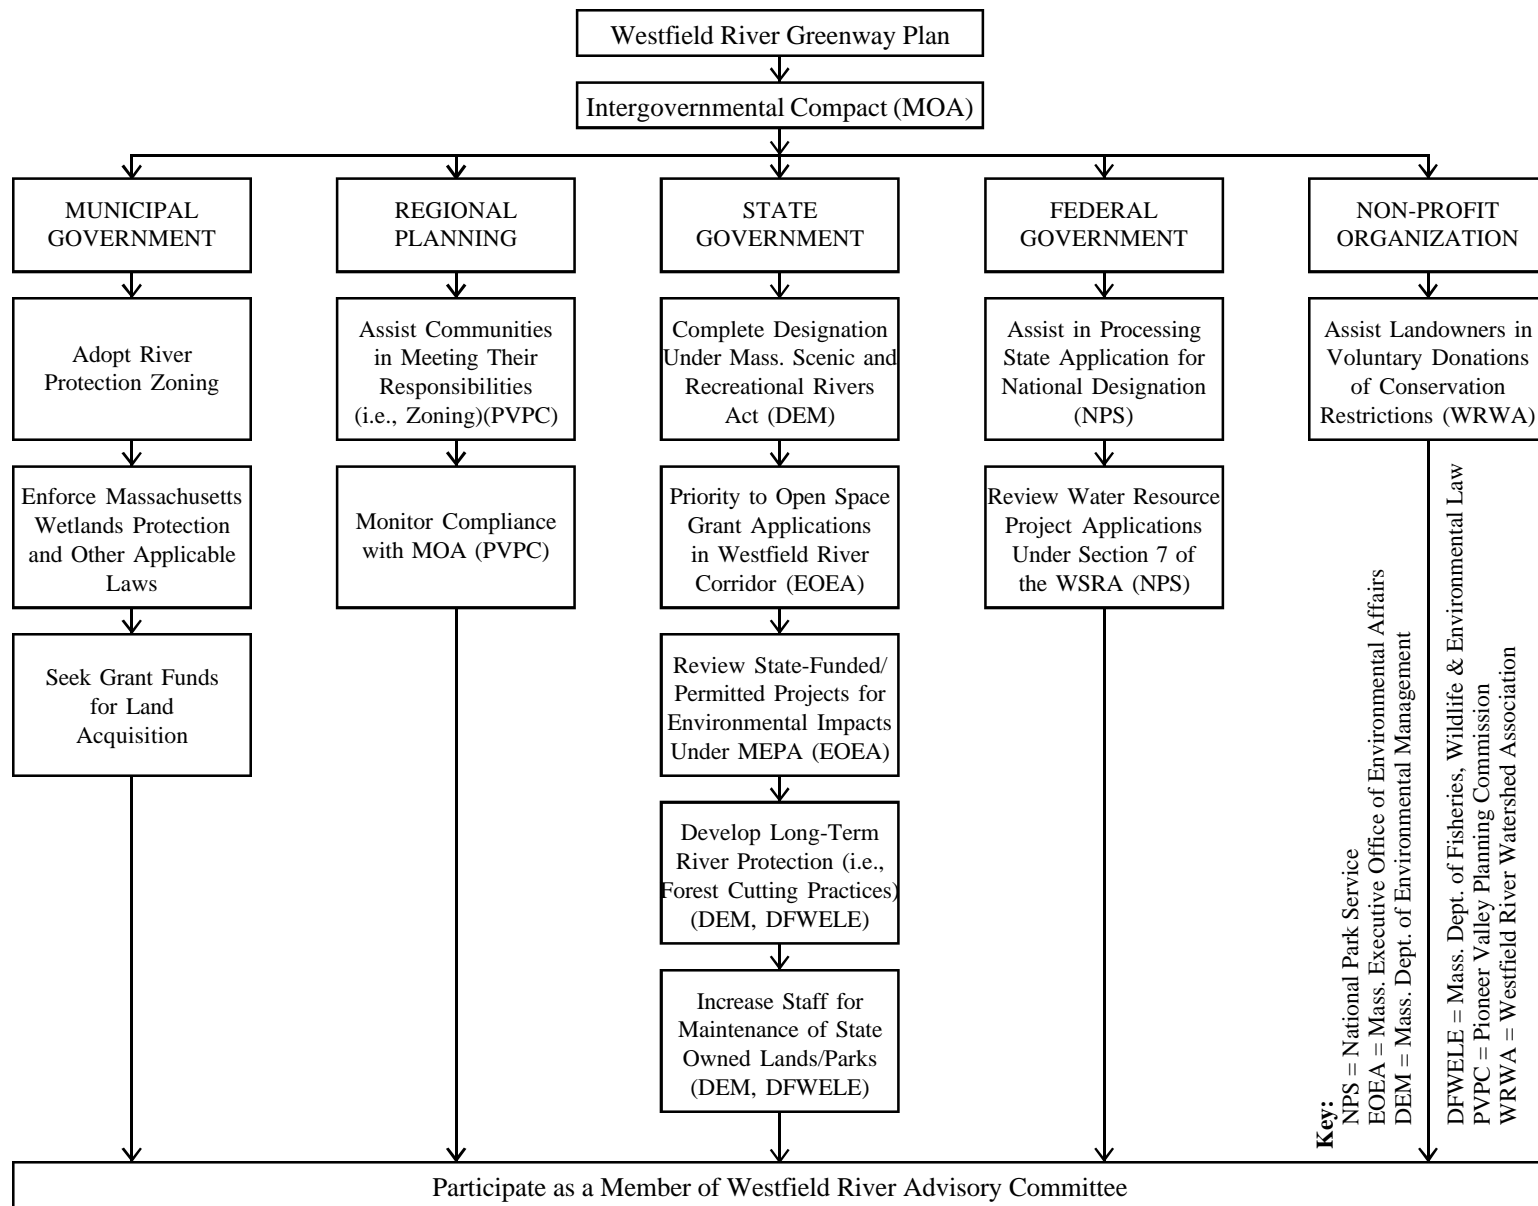 Westfield River Greenway Plan
Intergovernmental Compact (MOA)
MUNICIPAL
GOVERNMENT
Adopt River
Protection Zoning
Enforce Massachusetts
Wetlands Protection
and Other Applicable
Laws
Seek Grant Funds
for Land
Acquisition
REGIONAL
PLANNING
Assist Communities
in Meeting Their
Responsibilities
(i.e., Zoning)(PVPC)
Monitor Compliance
with MOA (PVPC)
STATE
GOVERNMENT
Complete Designation
Under Mass. Scenic and
Recreational Rivers
Act (DEM)
Priority to Open Space
Grant Applications
in Westfield River
Corridor (EOEA)
Review State-Funded/
Permitted Projects for
Environmental Impacts
Under MEPA (EOEA)
Develop Long-Term
River Protection (i.e.,
Forest Cutting Practices)
(DEM, DFWELE)
Increase Staff for
Maintenance of State
Owned Lands/Parks
(DEM, DFWELE)
FEDERAL
GOVERNMENT
Assist in Processing
State Application for
National Designation
(NPS)
Review Water Resource
Project Applications
Under Section 7 of
the WSRA (NPS)
NON-PROFIT
ORGANIZATION
Assist Landowners in
Voluntary Donations
of Conservation
Restrictions (WRWA)
Key:
NPS = National Park Service
EOEA = Mass. Executive Office of Environmental Affairs
DEM = Mass. Dept. of Environmental Management
DFWELE = Mass. Dept. of Fisheries, Wildlife & Environmental Law
PVPC = Pioneer Valley Planning Commission
WRWA = Westfield River Watershed Association
Participate as a Member of Westfield River Advisory Committee